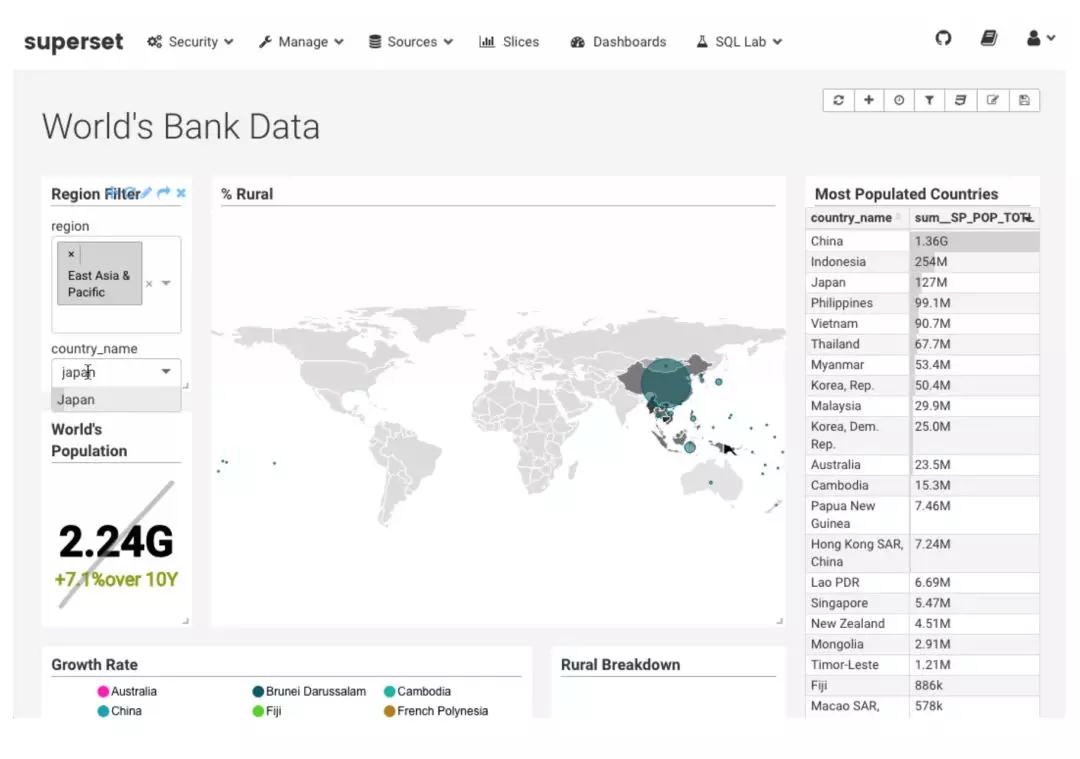 superset Security Manage Sources Slices Dashboards SQL Lab
World's Bank Data
Region Filter
region
× East Asia & Pacific ×
country_name
japan
Japan
World's
Population
2.24G
+7.1%over 10Y
% Rural
Most Populated Countries
country_name sum__SP_POP_TOTL
China 1.36G
Indonesia 254M
Japan 127M
Philippines 99.1M
Vietnam 90.7M
Thailand 67.7M
Myanmar 53.4M
Korea, Rep. 50.4M
Malaysia 29.9M
Korea, Dem. Rep. 25.0M
Australia 23.5M
Cambodia 15.3M
Papua New Guinea 7.46M
Hong Kong SAR, China 7.24M
Lao PDR 6.69M
Singapore 5.47M
New Zealand 4.51M
Mongolia 2.91M
Timor-Leste 1.21M
Fiji 886k
Macao SAR, 578k
Growth Rate
Australia Brunei Darussalam Cambodia
China Fiji French Polynesia
Rural Breakdown